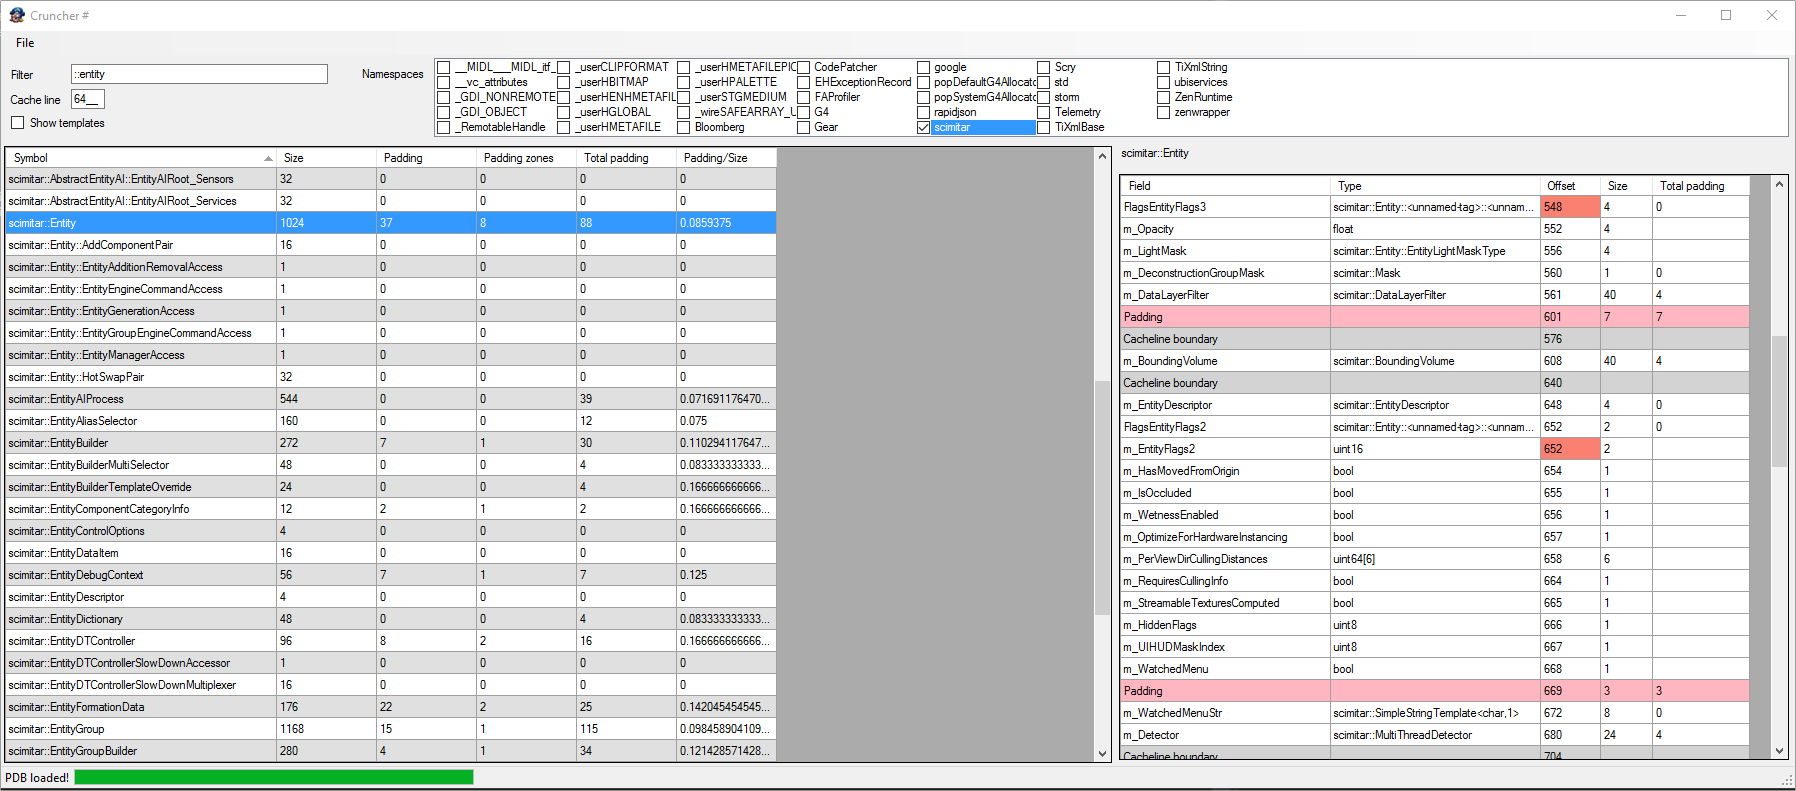 Cruncher #
File
Filter ::entity
Cache line 64__
Show templates
Namespaces
__MIDL___MIDL_itf_ _userCLIPFORMAT _userHMETAFILEPIC CodePatcher google Scry TiXmlString
__vc_attributes _userHBITMAP _userHPALETTE EHExceptionRecord popDefaultG4Allocato std ubiservices
_GDI_NONREMOTE _userHENHMETAFIL _userSTGMEDIUM FAProfiler popSystemG4Allocato storm ZenRuntime
_GDI_OBJECT _userHGLOBAL _wireSAFEARRAY_U G4 rapidjson Telemetry zenwrapper
_RemotableHandle _userHMETAFILE Bloomberg Gear scimitar TiXmlBase
Symbol Size Padding Padding zones Total padding Padding/Size
scimitar::AbstractEntityAI::EntityAIRoot_Sensors 32 0 0 0 0
scimitar::AbstractEntityAI::EntityAIRoot_Services 32 0 0 0 0
scimitar::Entity 1024 37 8 88 0.0859375
scimitar::Entity::AddComponentPair 16 0 0 0 0
scimitar::Entity::EntityAdditionRemovalAccess 1 0 0 0 0
scimitar::Entity::EntityEngineCommandAccess 1 0 0 0 0
scimitar::Entity::EntityGenerationAccess 1 0 0 0 0
scimitar::Entity::EntityGroupEngineCommandAccess 1 0 0 0 0
scimitar::Entity::EntityManagerAccess 1 0 0 0 0
scimitar::Entity::HotSwapPair 32 0 0 0 0
scimitar::EntityAIProcess 544 0 0 39 0.071691176470...
scimitar::EntityAliasSelector 160 0 0 12 0.075
scimitar::EntityBuilder 272 7 1 30 0.110294117647...
scimitar::EntityBuilderMultiSelector 48 0 0 4 0.083333333333...
scimitar::EntityBuilderTemplateOverride 24 0 0 4 0.166666666666...
scimitar::EntityComponentCategoryInfo 12 2 1 2 0.166666666666...
scimitar::EntityControlOptions 4 0 0 0 0
scimitar::EntityDataItem 16 0 0 0 0
scimitar::EntityDebugContext 56 7 1 7 0.125
scimitar::EntityDescriptor 4 0 0 0 0
scimitar::EntityDictionary 48 0 0 4 0.083333333333...
scimitar::EntityDTController 96 8 2 16 0.166666666666...
scimitar::EntityDTControllerSlowDownAccessor 1 0 0 0 0
scimitar::EntityDTControllerSlowDownMultiplexer 16 0 0 0 0
scimitar::EntityFormationData 176 22 2 25 0.142045454545...
scimitar::EntityGroup 1168 15 1 115 0.098458904109...
scimitar::EntityGroupBuilder 280 4 1 34 0.121428571428...
scimitar::Entity
Field Type Offset Size Total padding
FlagsEntityFlags3 scimitar::Entity::<unnamed-tag>::<unnam... 548 4 0
m_Opacity float 552 4
m_LightMask scimitar::Entity::EntityLightMaskType 556 4
m_DeconstructionGroupMask scimitar::Mask 560 1 0
m_DataLayerFilter scimitar::DataLayerFilter 561 40 4
Padding 601 7 7
Cacheline boundary 576
m_BoundingVolume scimitar::BoundingVolume 608 40 4
Cacheline boundary 640
m_EntityDescriptor scimitar::EntityDescriptor 648 4 0
FlagsEntityFlags2 scimitar::Entity::<unnamed-tag>::<unnam... 652 2 0
m_EntityFlags2 uint16 652 2
m_HasMovedFromOrigin bool 654 1
m_IsOccluded bool 655 1
m_WetnessEnabled bool 656 1
m_OptimizeForHardwareInstancing bool 657 1
m_PerViewDirCullingDistances uint64[6] 658 6
m_RequiresCullingInfo bool 664 1
m_StreamableTexturesComputed bool 665 1
m_HiddenFlags uint8 666 1
m_UIHUDMaskIndex uint8 667 1
m_WatchedMenu bool 668 1
Padding 669 3 3
m_WatchedMenuStr scimitar::SimpleStringTemplate<char,1> 672 8 0
m_Detector scimitar::MultiThreadDetector 680 24 4
Cacheline boundary 704
PDB loaded!